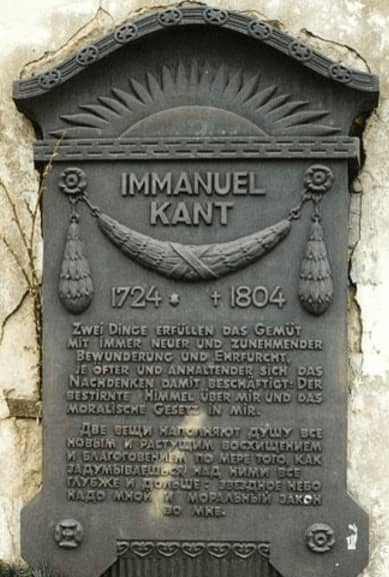 IMMANUEL
KANT
1724 * † 1804
ZWEI DINGE ERFÜLLEN DAS GEMÜT
MIT IMMER NEUER UND ZUNEHMENDER
BEWUNDERUNG UND EHRFURCHT,
JE ÖFTER UND ANHALTENDER SICH DAS
NACHDENKEN DAMIT BESCHÄFTIGT: DER
BESTIRNTE HIMMEL ÜBER MIR UND DAS
MORALISCHE GESETZ IN MIR.
ДВЕ ВЕЩИ НАПОЛНЯЮТ ДУШУ ВСЕ
НОВЫМ И РАСТУЩИМ ВОСХИЩЕНИЕМ
И БЛАГОГОВЕНИЕМ ПО МЕРЕ ТОГО, КАК
ЗАДУМЫВАЕШЬСЯ НАД НИМИ ВСЕ
ГЛУБЖЕ И ДОЛЬШЕ: ЗВЕЗДНОЕ НЕБО
НАДО МНОЙ И МОРАЛЬНЫЙ ЗАКОН
ВО МНЕ.